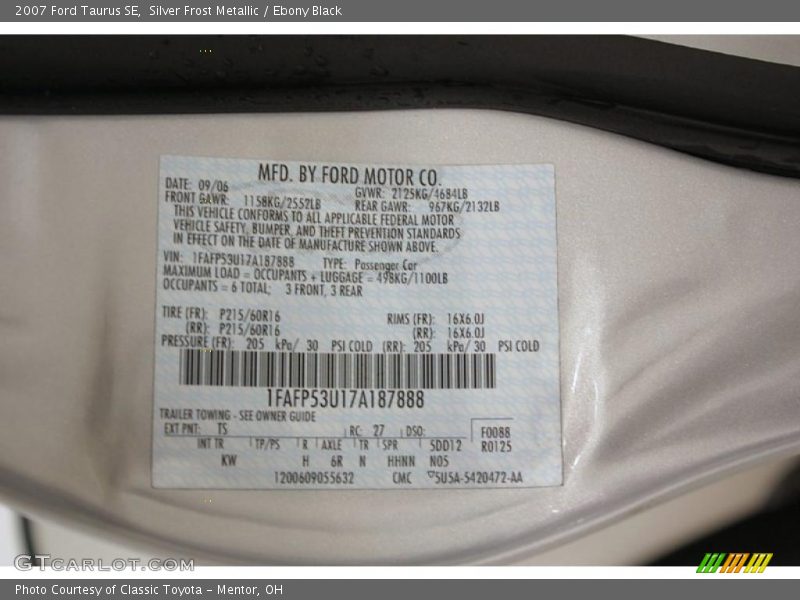 2007 Ford Taurus SE, Silver Frost Metallic / Ebony Black
MFD. BY FORD MOTOR CO.
DATE: 09/06 GVWR: 2125KG/4684LB
FRONT GAWR: 1158KG/2552LB REAR GAWR: 967KG/2132LB
THIS VEHICLE CONFORMS TO ALL APPLICABLE FEDERAL MOTOR
VEHICLE SAFETY, BUMPER, AND THEFT PREVENTION STANDARDS
IN EFFECT ON THE DATE OF MANUFACTURE SHOWN ABOVE.
VIN: 1FAFP53U17A187888 TYPE: Passenger Car
MAXIMUM LOAD = OCCUPANTS + LUGGAGE = 498KG/1100LB
OCCUPANTS = 6 TOTAL; 3 FRONT, 3 REAR
TIRE (FR): P215/60R16 RIMS (FR): 16X6.0J
(RR): P215/60R16 (RR): 16X6.0J
PRESSURE (FR): 205 kPa/ 30 PSI COLD (RR): 205 kPa/ 30 PSI COLD
1FAFP53U17A187888
TRAILER TOWING - SEE OWNER GUIDE
EXT PNT: TS RC: 27 DSO: F0088
INT TR TP/PS R AXLE TR SPR SDD12 R0125
KW H 6R N HHNN N05
1200609055632 CMC 5U5A-5420472-AA
GTCARLOT.COM
Photo Courtesy of Classic Toyota - Mentor, OH